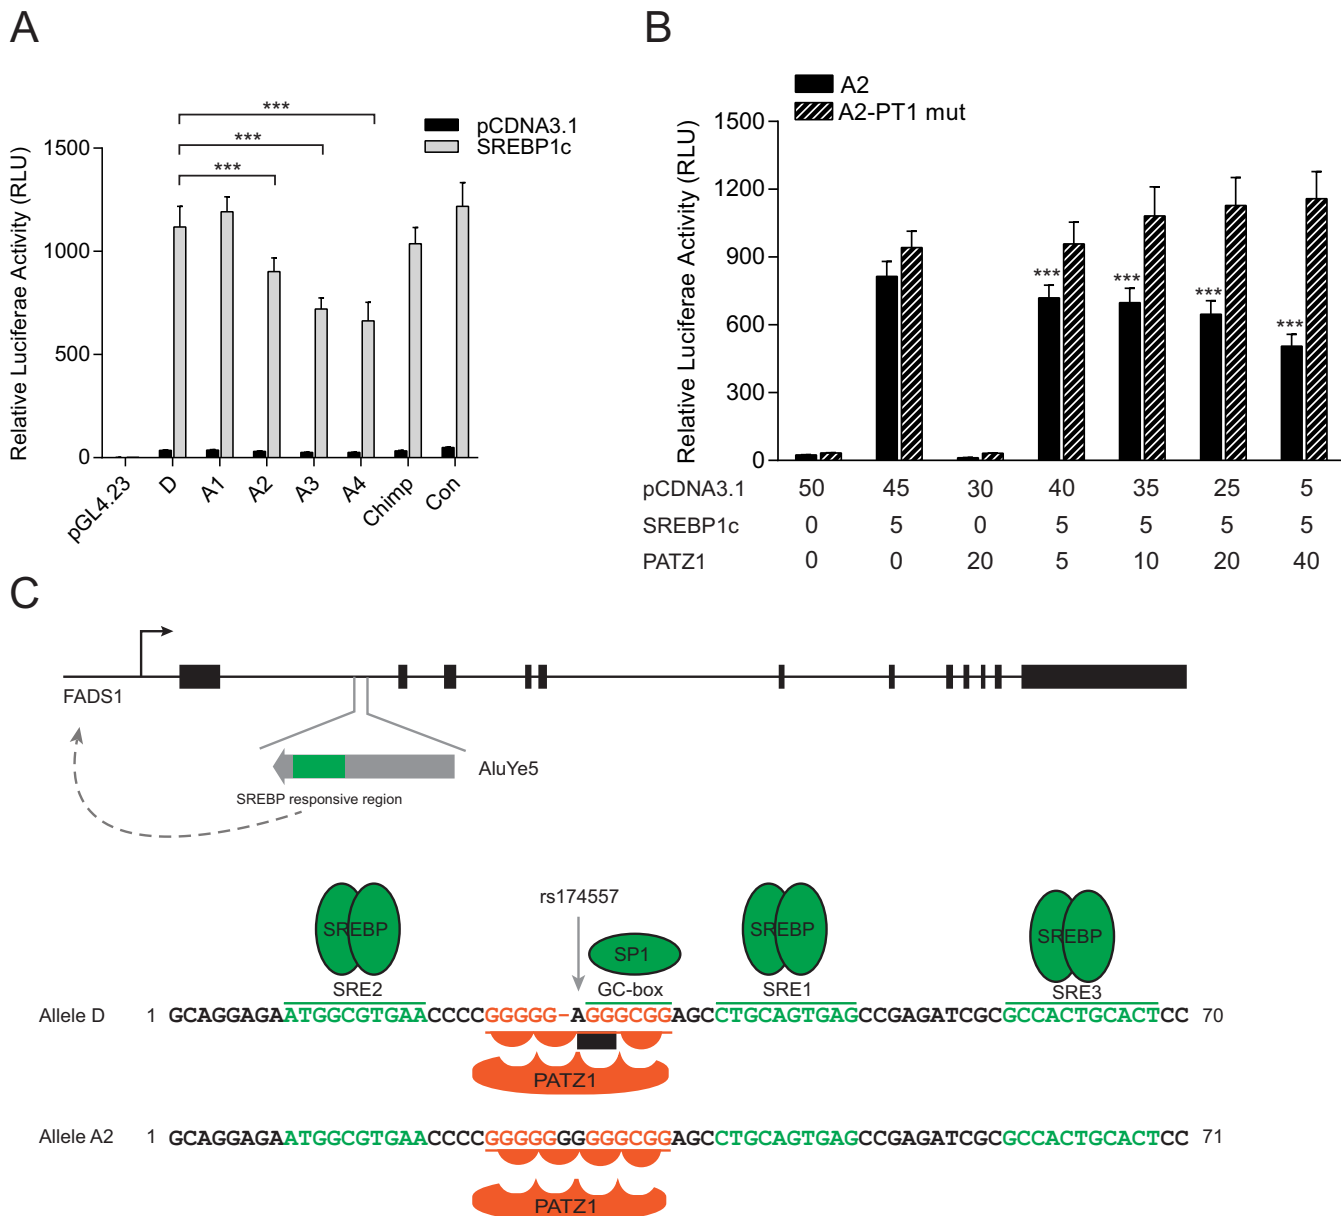 A
***
***
***
pCDNA3.1
SREBP1c
Relative Luciferae Activity (RLU)
1500
1000
500
0
pGL4.23
D
A1
A2
A3
A4
Chimp
Con
B
A2
A2-PT1 mut
Relative Luciferae Activity (RLU)
1500
1200
900
600
300
0
***
***
***
***
pCDNA3.1 50 45 30 40 35 25 5
SREBP1c 0 5 0 5 5 5 5
PATZ1 0 0 20 5 10 20 40
C
FADS1
AluYe5
SREBP responsive region
rs174557
SREBP
SP1
SREBP
SREBP
SRE2
GC-box
SRE1
SRE3
Allele D 1 GCAGGAGAATGGCGTGAACCCCGGGGG-AGGGCGGAGCCTGCAGTGAGCCGAGATCGCGCCACTGCACTCC 70
PATZ1
Allele A2 1 GCAGGAGAATGGCGTGAACCCCGGGGGGGGGCGGAGCCTGCAGTGAGCCGAGATCGCGCCACTGCACTCC 71
PATZ1